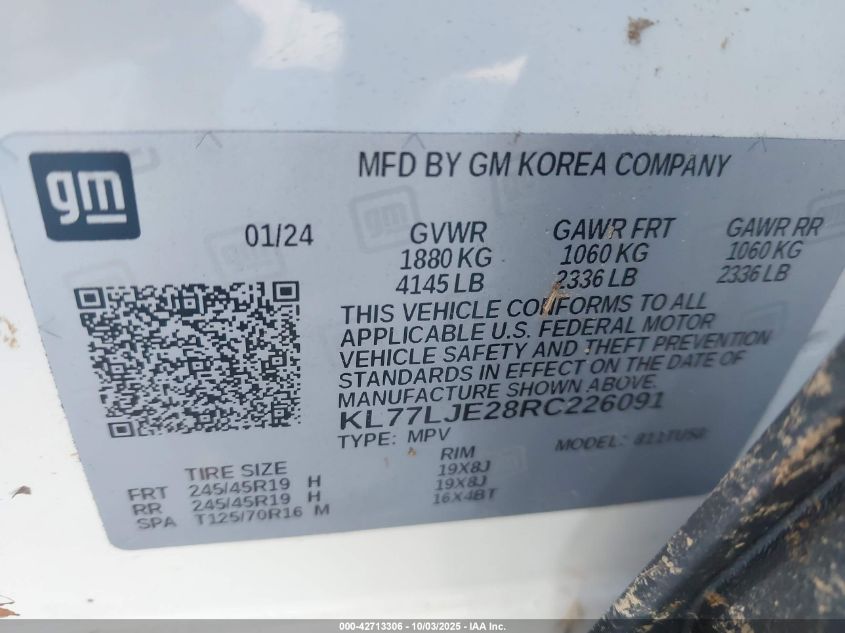 gm
MFD BY GM KOREA COMPANY
01/24
GVWR GAWR FRT GAWR RR
1880 KG 1060 KG 1060 KG
4145 LB 2336 LB 2336 LB
THIS VEHICLE CONFORMS TO ALL
APPLICABLE U.S. FEDERAL MOTOR
VEHICLE SAFETY AND THEFT PREVENTION
STANDARDS IN EFFECT ON THE DATE OF
MANUFACTURE SHOWN ABOVE.
KL77LJE28RC226091
TYPE: MPV MODEL:
TIRE SIZE RIM
FRT 245/45R19 H 19X8J
RR 245/45R19 H 19X8J
SPA T125/70R16 M 16X4BT
000-42713306 - 10/03/2025 - IAA Inc.